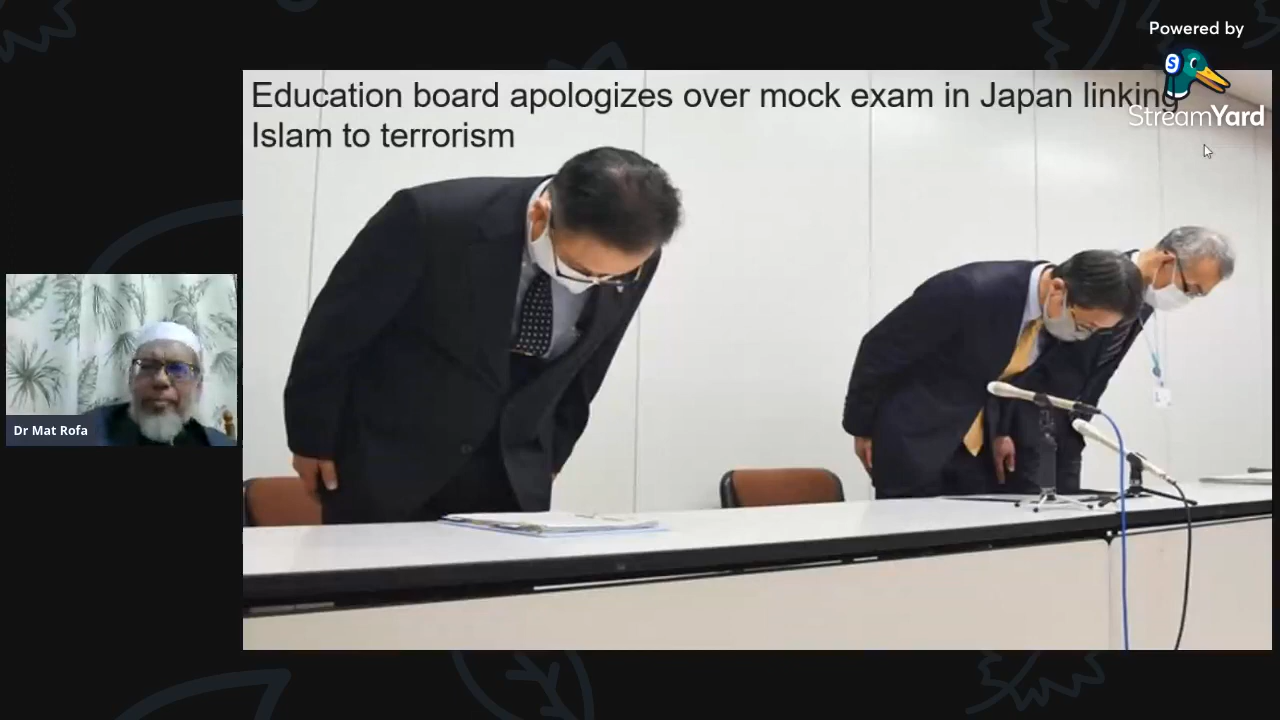 Powered by
StreamYard
Education board apologizes over mock exam in Japan linking
Islam to terrorism
Dr Mat Rofa